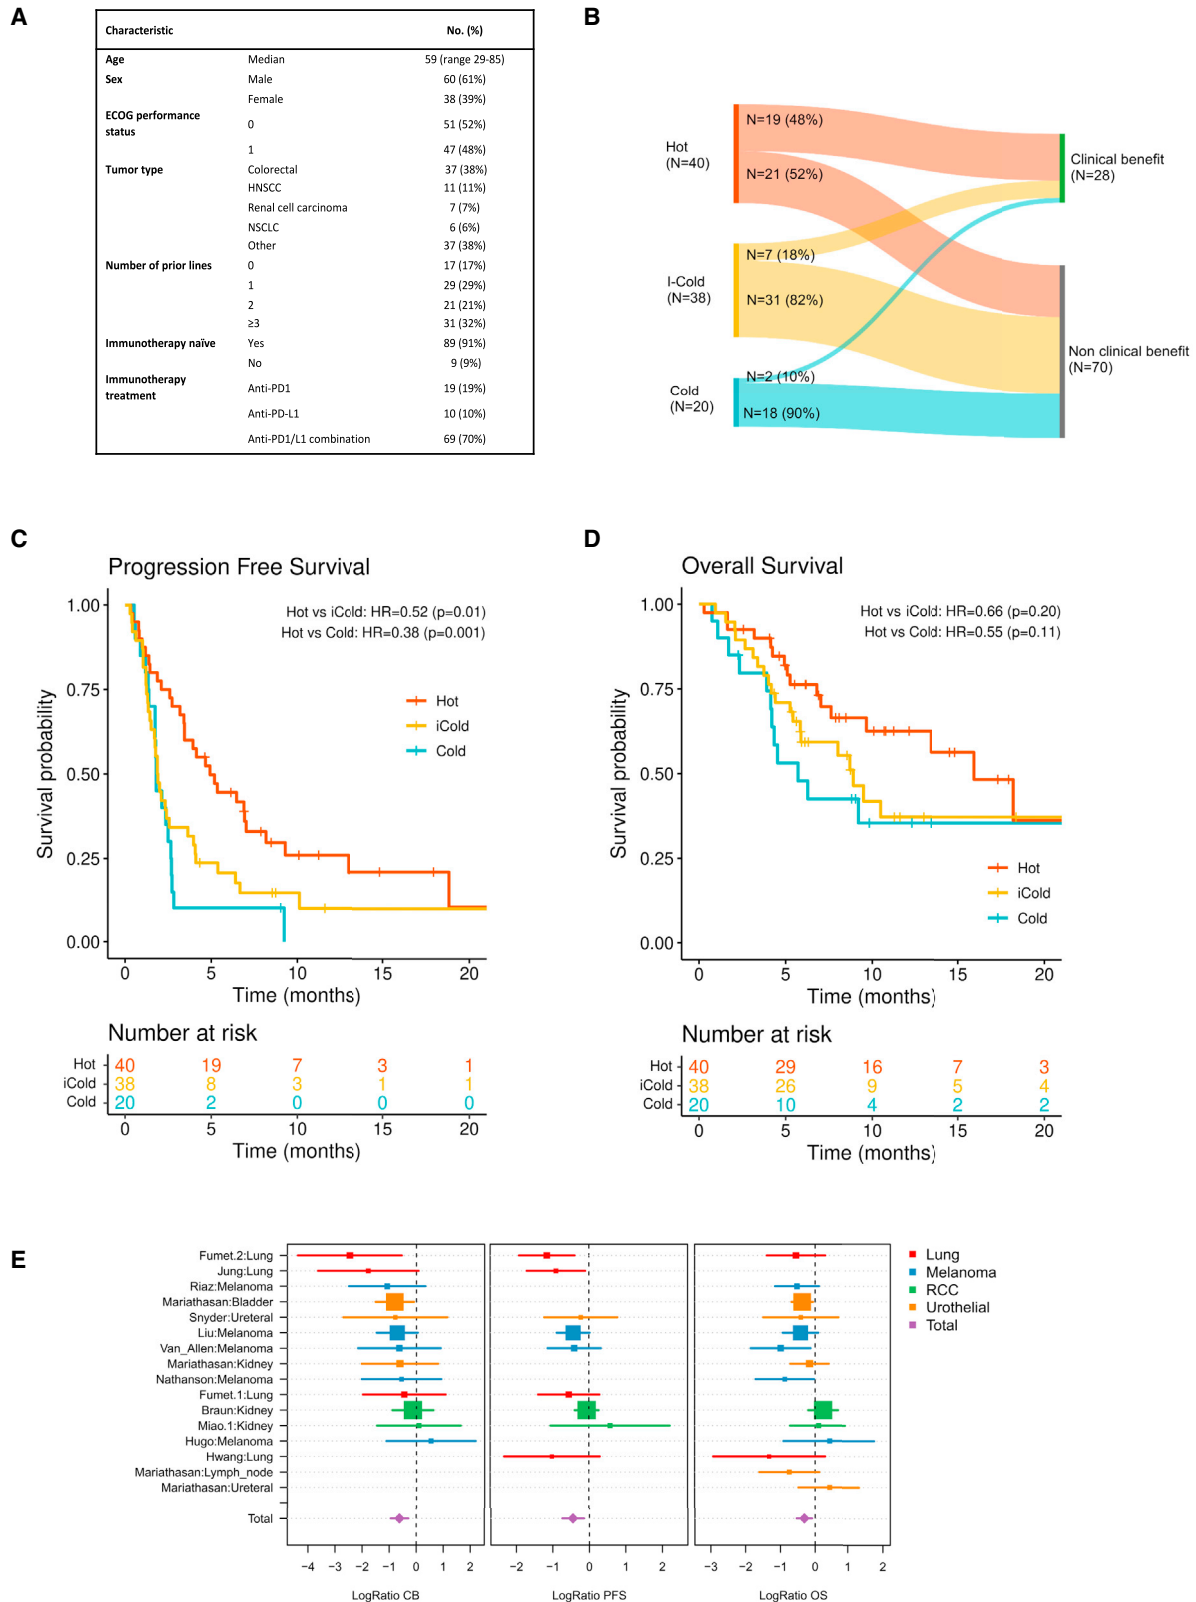 A
Characteristic No. (%)
Age Median 59 (range 29-85)
Sex Male 60 (61%)
Female 38 (39%)
ECOG performance
status
0 51 (52%)
1 47 (48%)
Tumor type Colorectal 37 (38%)
HNSCC 11 (11%)
Renal cell carcinoma 7 (7%)
NSCLC 6 (6%)
Other 37 (38%)
Number of prior lines 0 17 (17%)
1 29 (29%)
2 21 (21%)
≥3 31 (32%)
Immunotherapy naïve Yes 89 (91%)
No 9 (9%)
Immunotherapy
treatment
Anti-PD1 19 (19%)
Anti-PD-L1 10 (10%)
Anti-PD1/L1 combination 69 (70%)
B
Hot
(N=40)
N=19 (48%)
N=21 (52%)
I-Cold
(N=38)
N=7 (18%)
N=31 (82%)
Cold
(N=20)
N=2 (10%)
N=18 (90%)
Clinical benefit
(N=28)
Non clinical benefit
(N=70)
C
Progression Free Survival
Hot vs iCold: HR=0.52 (p=0.01)
Hot vs Cold: HR=0.38 (p=0.001)
Hot
iCold
Cold
Survival probability
1.00
0.75
0.50
0.25
0.00
0 5 10 15 20
Time (months)
Number at risk
Hot 40 19 7 3 1
iCold 38 8 3 1 1
Cold 20 2 0 0 0
0 5 10 15 20
Time (months)
D
Overall Survival
Hot vs iCold: HR=0.66 (p=0.20)
Hot vs Cold: HR=0.55 (p=0.11)
Survival probability
1.00
0.75
0.50
0.25
0.00
Hot
iCold
Cold
0 5 10 15 20
Time (months)
Number at risk
Hot 40 29 16 7 3
iCold 38 26 9 5 4
Cold 20 10 4 2 2
0 5 10 15 20
Time (months)
E
Fumet.2:Lung
Jung:Lung
Riaz:Melanoma
Mariathasan:Bladder
Snyder:Ureteral
Liu:Melanoma
Van_Allen:Melanoma
Mariathasan:Kidney
Nathanson:Melanoma
Fumet.1:Lung
Braun:Kidney
Miao.1:Kidney
Hugo:Melanoma
Hwang:Lung
Mariathasan:Lymph_node
Mariathasan:Ureteral
Total
−4 −3 −2 −1 0 1 2
LogRatio CB
−2 −1 0 1 2
LogRatio PFS
−3 −2 −1 0 1 2
LogRatio OS
Lung
Melanoma
RCC
Urothelial
Total